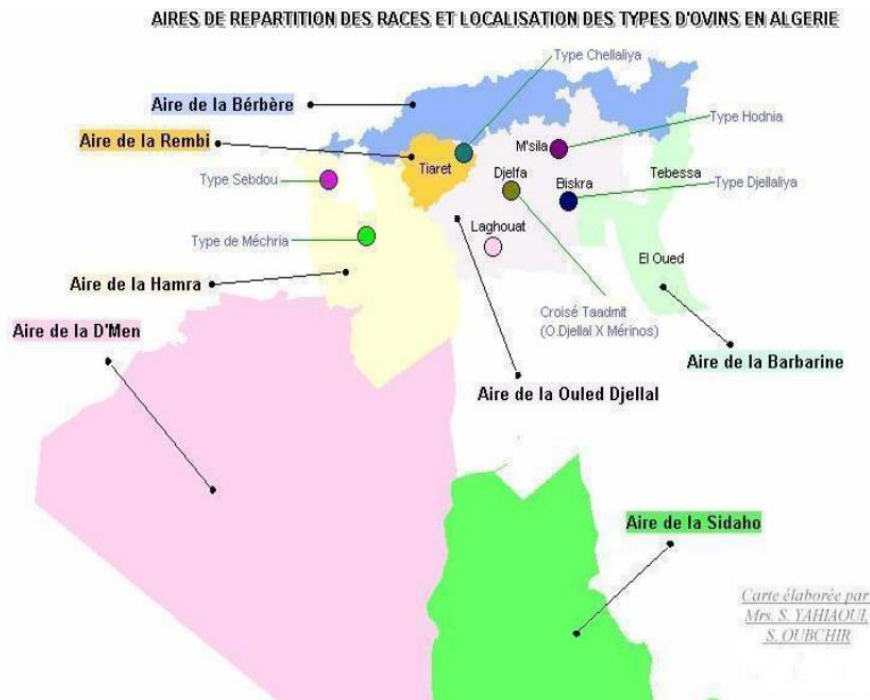 AIRES DE REPARTITION DES RACES ET LOCALISATION DES TYPES D'OVINS EN ALGERIE
Type Chellaliya
Aire de la Bérbère
Type Hodnia
Aire de la Rembi
M'sila
Tiaret
Djelfa
Biskra
Tebessa
Type Sebdou
Type Djellaliya
Laghouat
Type de Méchria
El Oued
Aire de la Hamra
Croisé Taadmit
(O.Djellal X Mérinos)
Aire de la D'Men
Aire de la Barbarine
Aire de la Ouled Djellal
Aire de la Sidaho
Carte élaborée par
Mrs. S. YAHIAOUI,
S. OUBCHIR